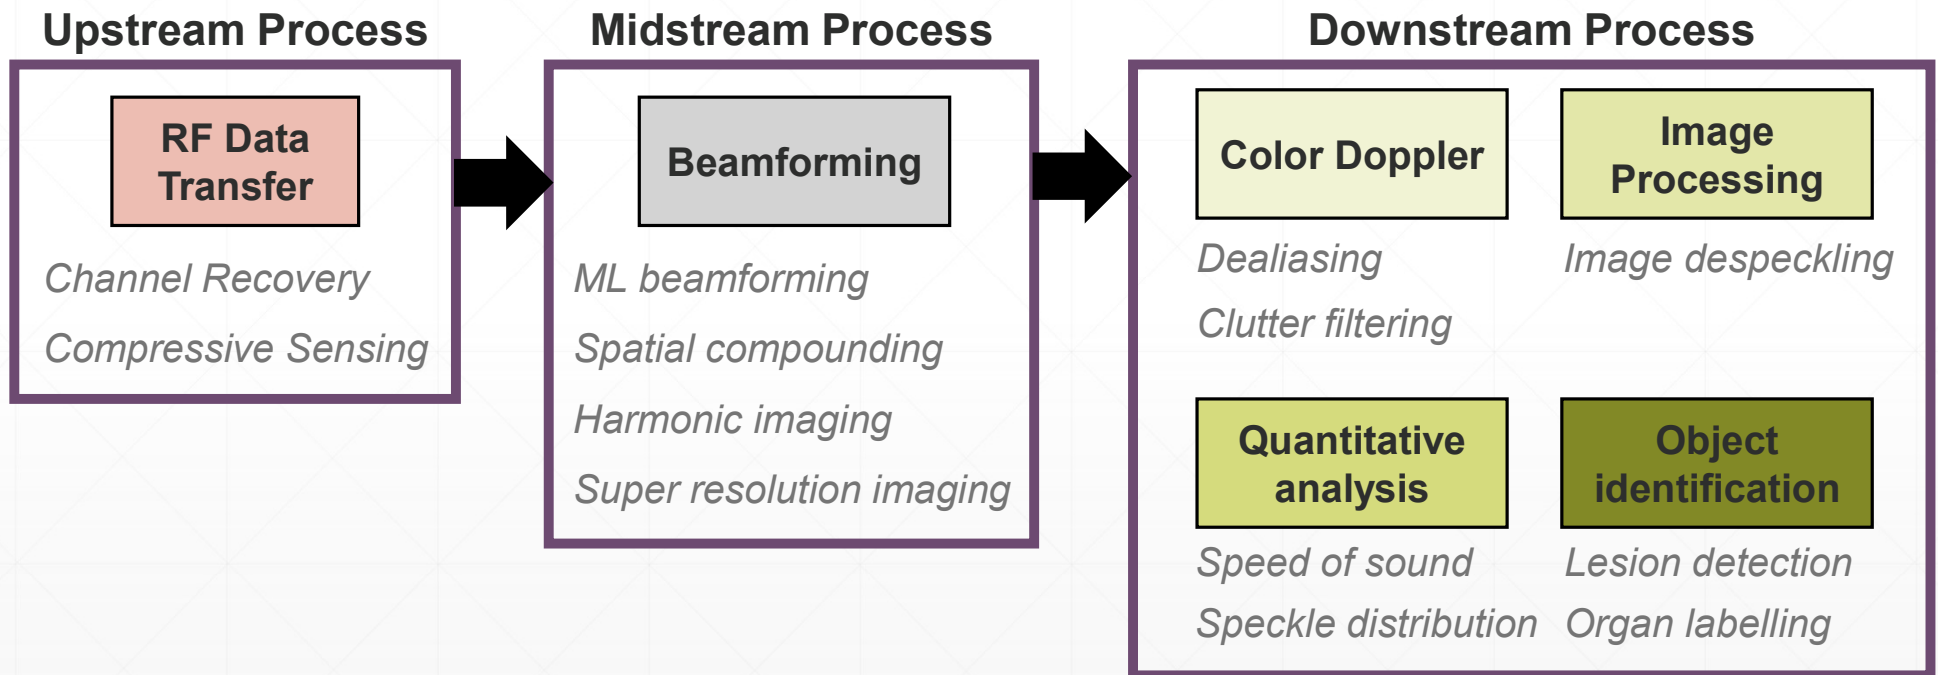 Upstream Process
RF Data
Transfer
Channel Recovery
Compressive Sensing
Midstream Process
Beamforming
ML beamforming
Spatial compounding
Harmonic imaging
Super resolution imaging
Downstream Process
Color Doppler
Dealiasing
Clutter filtering
Image
Processing
Image despeckling
Quantitative
analysis
Speed of sound
Speckle distribution
Object
identification
Lesion detection
Organ labelling